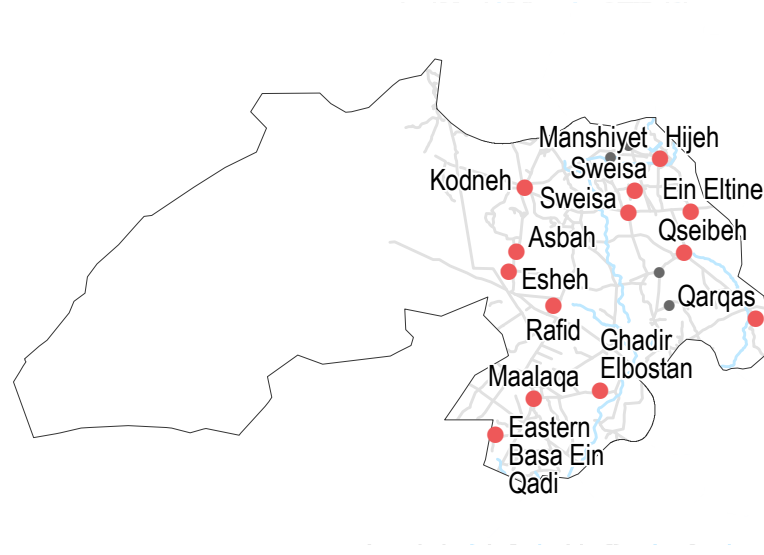 Manshiyet
Hijeh
Sweisa
Kodneh
Sweisa
Ein Eltine
Asbah
Qseibeh
Esheh
Qarqas
Rafid
Ghadir
Elbostan
Maalaqa
Eastern
Basa Ein
Qadi